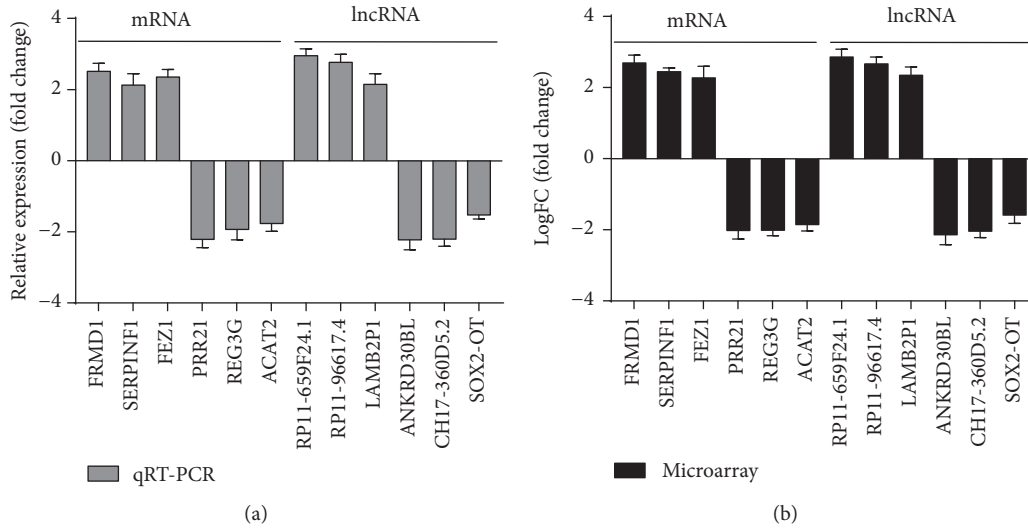 mRNA
lncRNA
Relative expression (fold change)
4
2
0
−2
−4
FRMD1
SERPINF1
FEZ1
PRR21
REG3G
ACAT2
RP11-659F24.1
RP11-96617.4
LAMB2P1
ANKRD30BL
CH17-360D5.2
SOX2-OT
qRT-PCR
(a)
mRNA
lncRNA
LogFC (fold change)
4
2
0
−2
−4
FRMD1
SERPINF1
FEZ1
PRR21
REG3G
ACAT2
RP11-659F24.1
RP11-96617.4
LAMB2P1
ANKRD30BL
CH17-360D5.2
SOX2-OT
Microarray
(b)